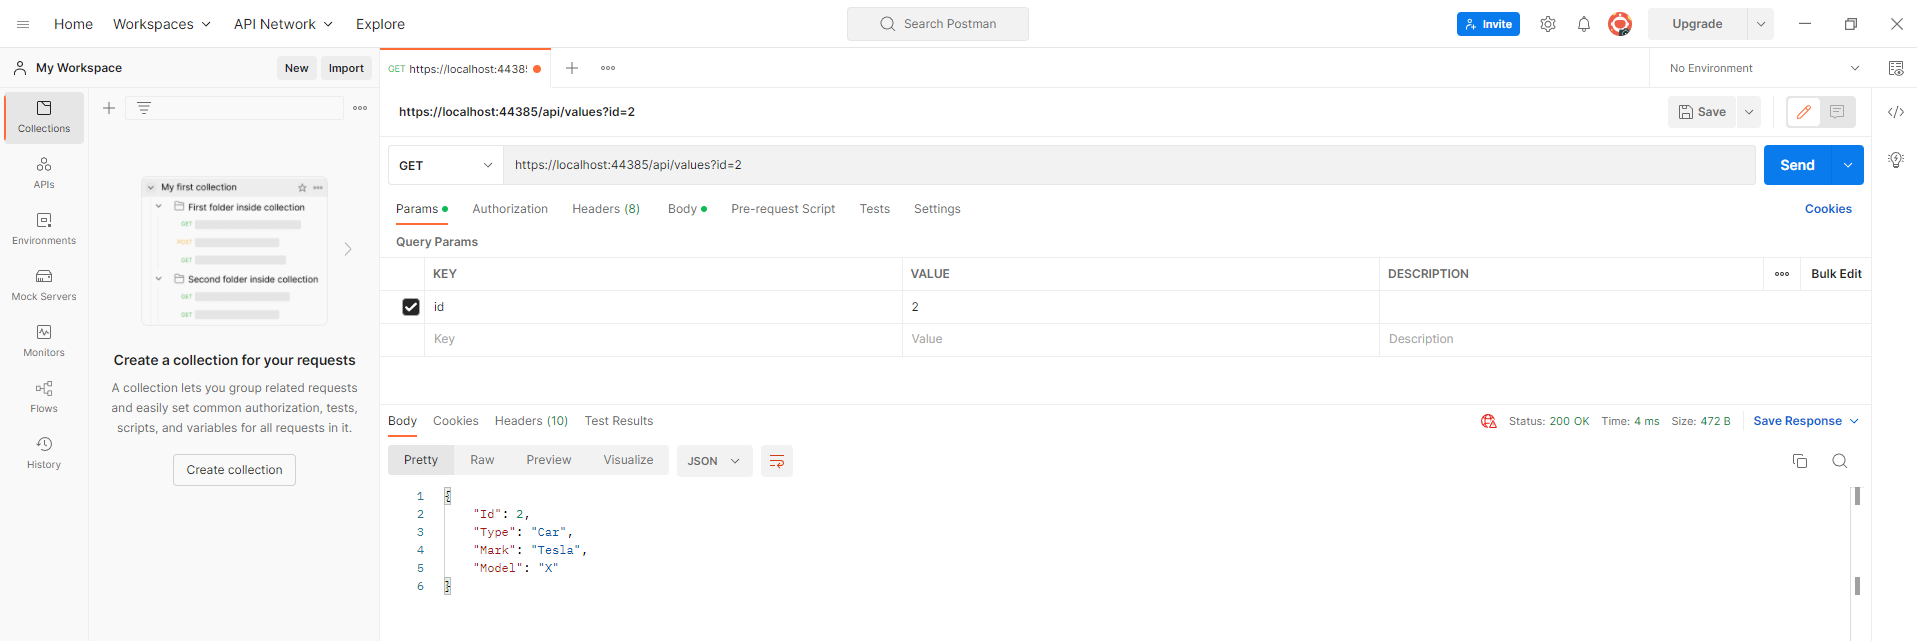 Home Workspaces API Network Explore Search Postman Invite Upgrade
My Workspace New Import GET https://localhost:4438 No Environment
https://localhost:44385/api/values?id=2 Save
Collections
APIs
Environments
Mock Servers
Monitors
Flows
History
My first collection
First folder inside collection
GET
POST
GET
Second folder inside collection
GET
GET
Create a collection for your requests
A collection lets you group related requests
and easily set common authorization, tests,
scripts, and variables for all requests in it.
Create collection
GET https://localhost:44385/api/values?id=2 Send
Params Authorization Headers (8) Body Pre-request Script Tests Settings Cookies
Query Params
KEY VALUE DESCRIPTION Bulk Edit
id 2
Key Value Description
Body Cookies Headers (10) Test Results Status: 200 OK Time: 4 ms Size: 472 B Save Response
Pretty Raw Preview Visualize JSON
1 {
2 "Id": 2,
3 "Type": "Car",
4 "Mark": "Tesla",
5 "Model": "X"
6 }